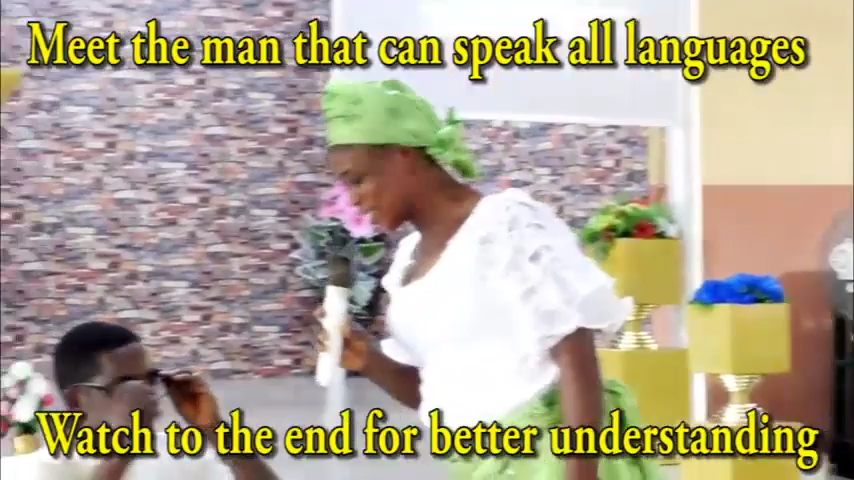 Meet the man that can speak all languages
Watch to the end for better understanding